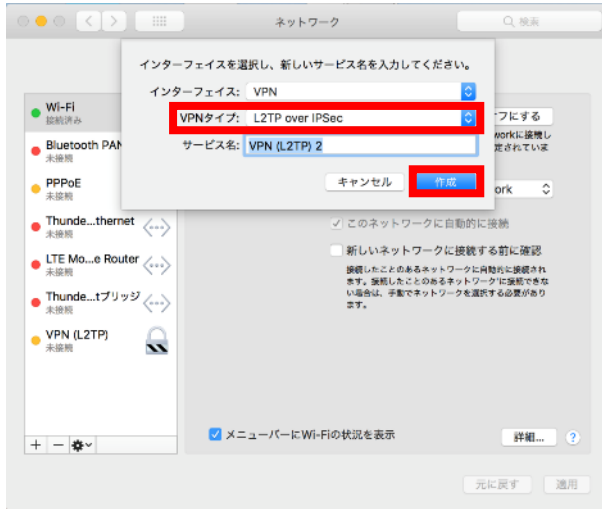 ネットワーク
検索
インターフェイスを選択し、新しいサービス名を入力してください。
インターフェイス: VPN
VPNタイプ: L2TP over IPSec
サービス名: VPN (L2TP) 2
キャンセル
作成
Wi-Fi
接続済み
Bluetooth PAN
未接続
PPPoE
未接続
Thunde...thernet
未接続
LTE Mo...e Router
未接続
Thunde...tブリッジ
未接続
VPN (L2TP)
未接続
フにする
workに接続し
定されていま
ork
このネットワークに自動的に接続
新しいネットワークに接続する前に確認
接続したことのあるネットワークに自動的に接続され
ます。接続したことのあるネットワークに接続できな
い場合は、手動でネットワークを選択する必要があり
ます。
メニューバーにWi-Fiの状況を表示
詳細...
?
元に戻す
適用